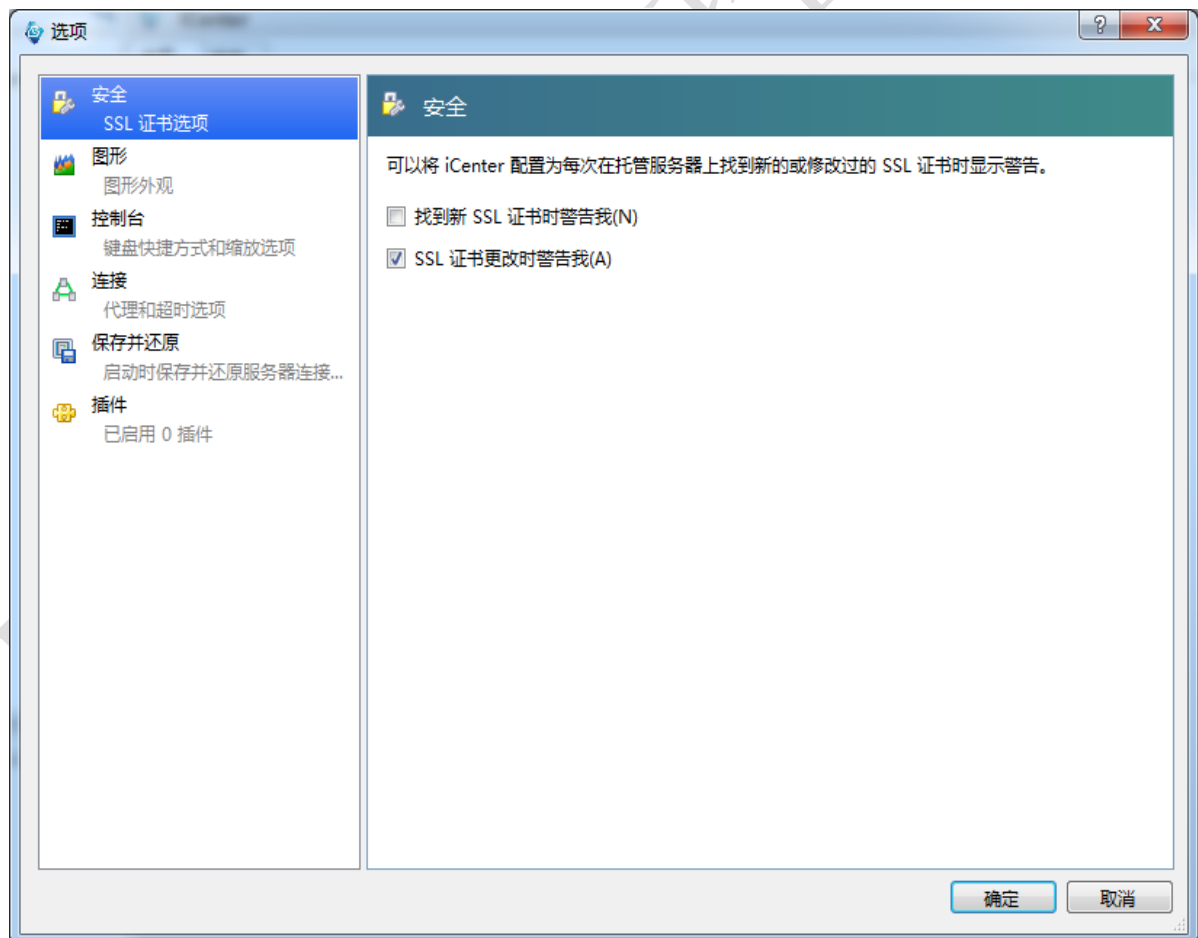 选项
安全
SSL 证书选项
图形
图形外观
控制台
键盘快捷方式和缩放选项
连接
代理和超时选项
保存并还原
启动时保存并还原服务器连接...
插件
已启用 0 插件
安全
可以将 iCenter 配置为每次在托管服务器上找到新的或修改过的 SSL 证书时显示警告。
找到新 SSL 证书时警告我(N)
SSL 证书更改时警告我(A)
确定
取消